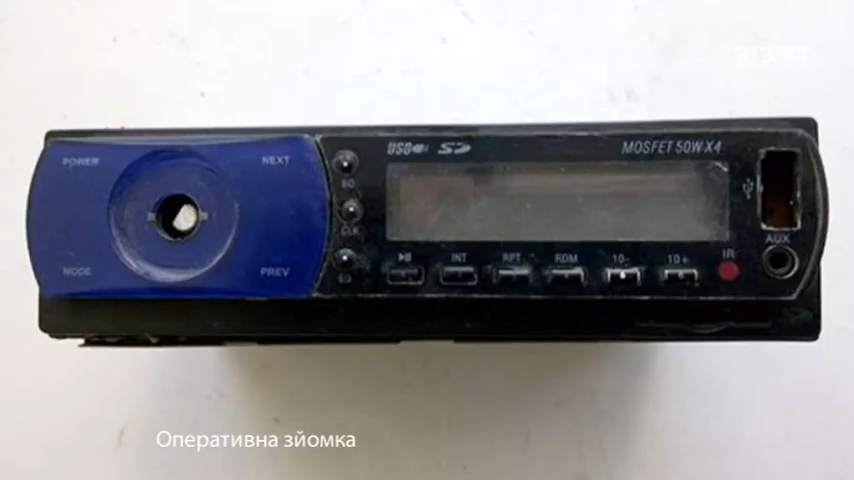 USB SD
MOSFET 50W X4
POWER
NEXT
EQ
CLK
MODE
PREV
INT
RPT
RDM
10-
10+
IR
AUX
Оперативна зйомка